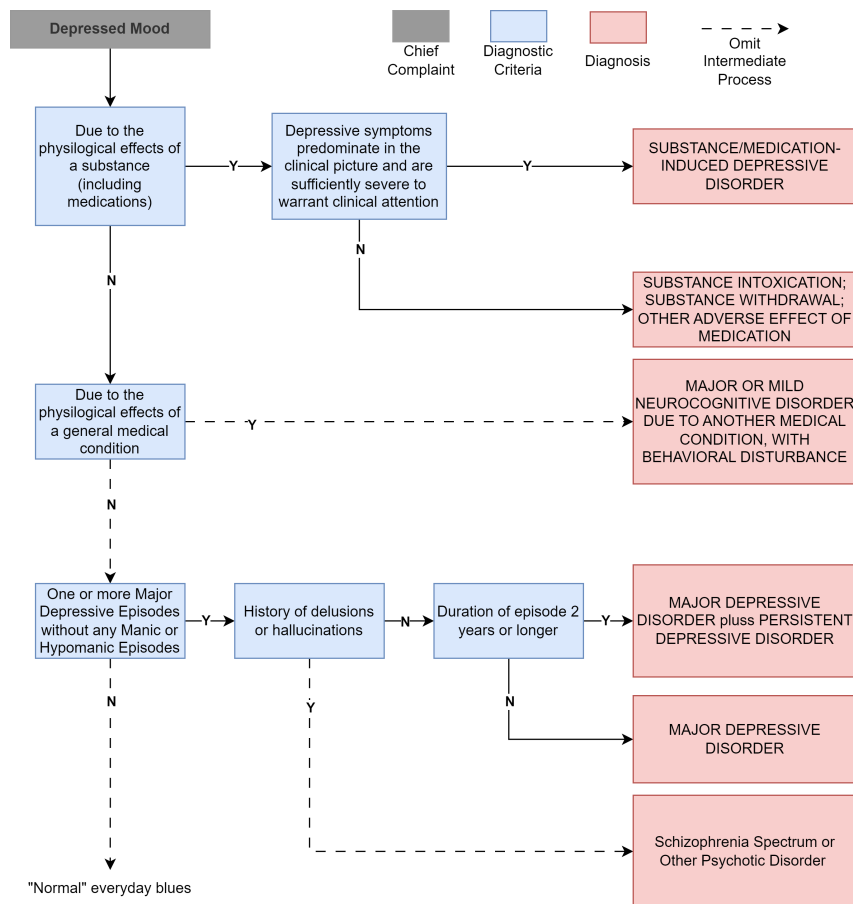 Depressed Mood
Chief
Complaint
Diagnostic
Criteria
Diagnosis
Omit
Intermediate
Process
Due to the
physilogical effects of
a substance
(including
medications)
Y
Depressive symptoms
predominate in the
clinical picture and are
sufficiently severe to
warrant clinical attention
Y
SUBSTANCE/MEDICATION-
INDUCED DEPRESSIVE
DISORDER
N
N
SUBSTANCE INTOXICATION;
SUBSTANCE WITHDRAWAL;
OTHER ADVERSE EFFECT OF
MEDICATION
Due to the
physilogical effects of
a general medical
condition
Y
MAJOR OR MILD
NEUROCOGNITIVE DISORDER
DUE TO ANOTHER MEDICAL
CONDITION, WITH
BEHAVIORAL DISTURBANCE
N
One or more Major
Depressive Episodes
without any Manic or
Hypomanic Episodes
Y
History of delusions
or hallucinations
N
Duration of episode 2
years or longer
Y
MAJOR DEPRESSIVE
DISORDER pluss PERSISTENT
DEPRESSIVE DISORDER
N
Y
N
MAJOR DEPRESSIVE
DISORDER
Schizophrenia Spectrum or
Other Psychotic Disorder
"Normal" everyday blues